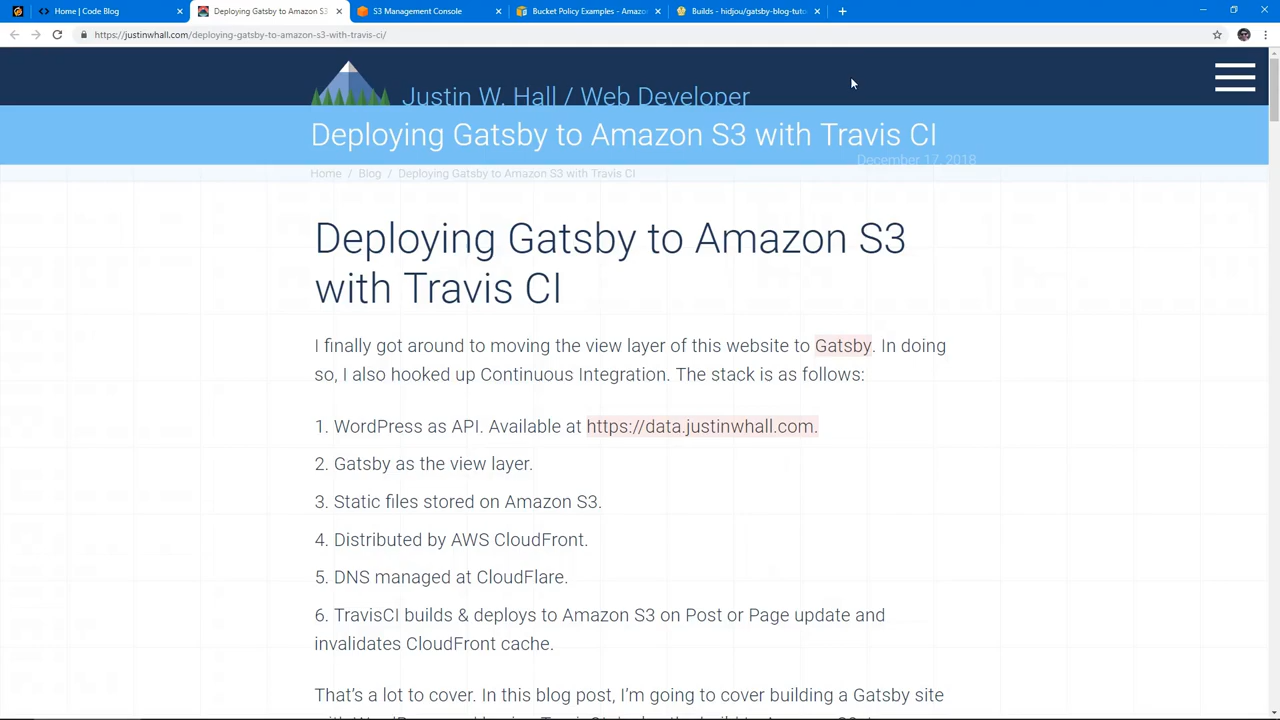 Home | Code Blog
Deploying Gatsby to Amazon S3
S3 Management Console
Bucket Policy Examples - Amazo
Builds - hidjou/gatsby-blog-tuto
https://justinwhall.com/deploying-gatsby-to-amazon-s3-with-travis-ci/
Justin W. Hall / Web Developer
Deploying Gatsby to Amazon S3 with Travis CI
December 17, 2018
Home / Blog / Deploying Gatsby to Amazon S3 with Travis CI
Deploying Gatsby to Amazon S3
with Travis CI
I finally got around to moving the view layer of this website to Gatsby. In doing
so, I also hooked up Continuous Integration. The stack is as follows:
1. WordPress as API. Available at https://data.justinwhall.com.
2. Gatsby as the view layer.
3. Static files stored on Amazon S3.
4. Distributed by AWS CloudFront.
5. DNS managed at CloudFlare.
6. TravisCI builds & deploys to Amazon S3 on Post or Page update and
invalidates CloudFront cache.
That's a lot to cover. In this blog post, I'm going to cover building a Gatsby site